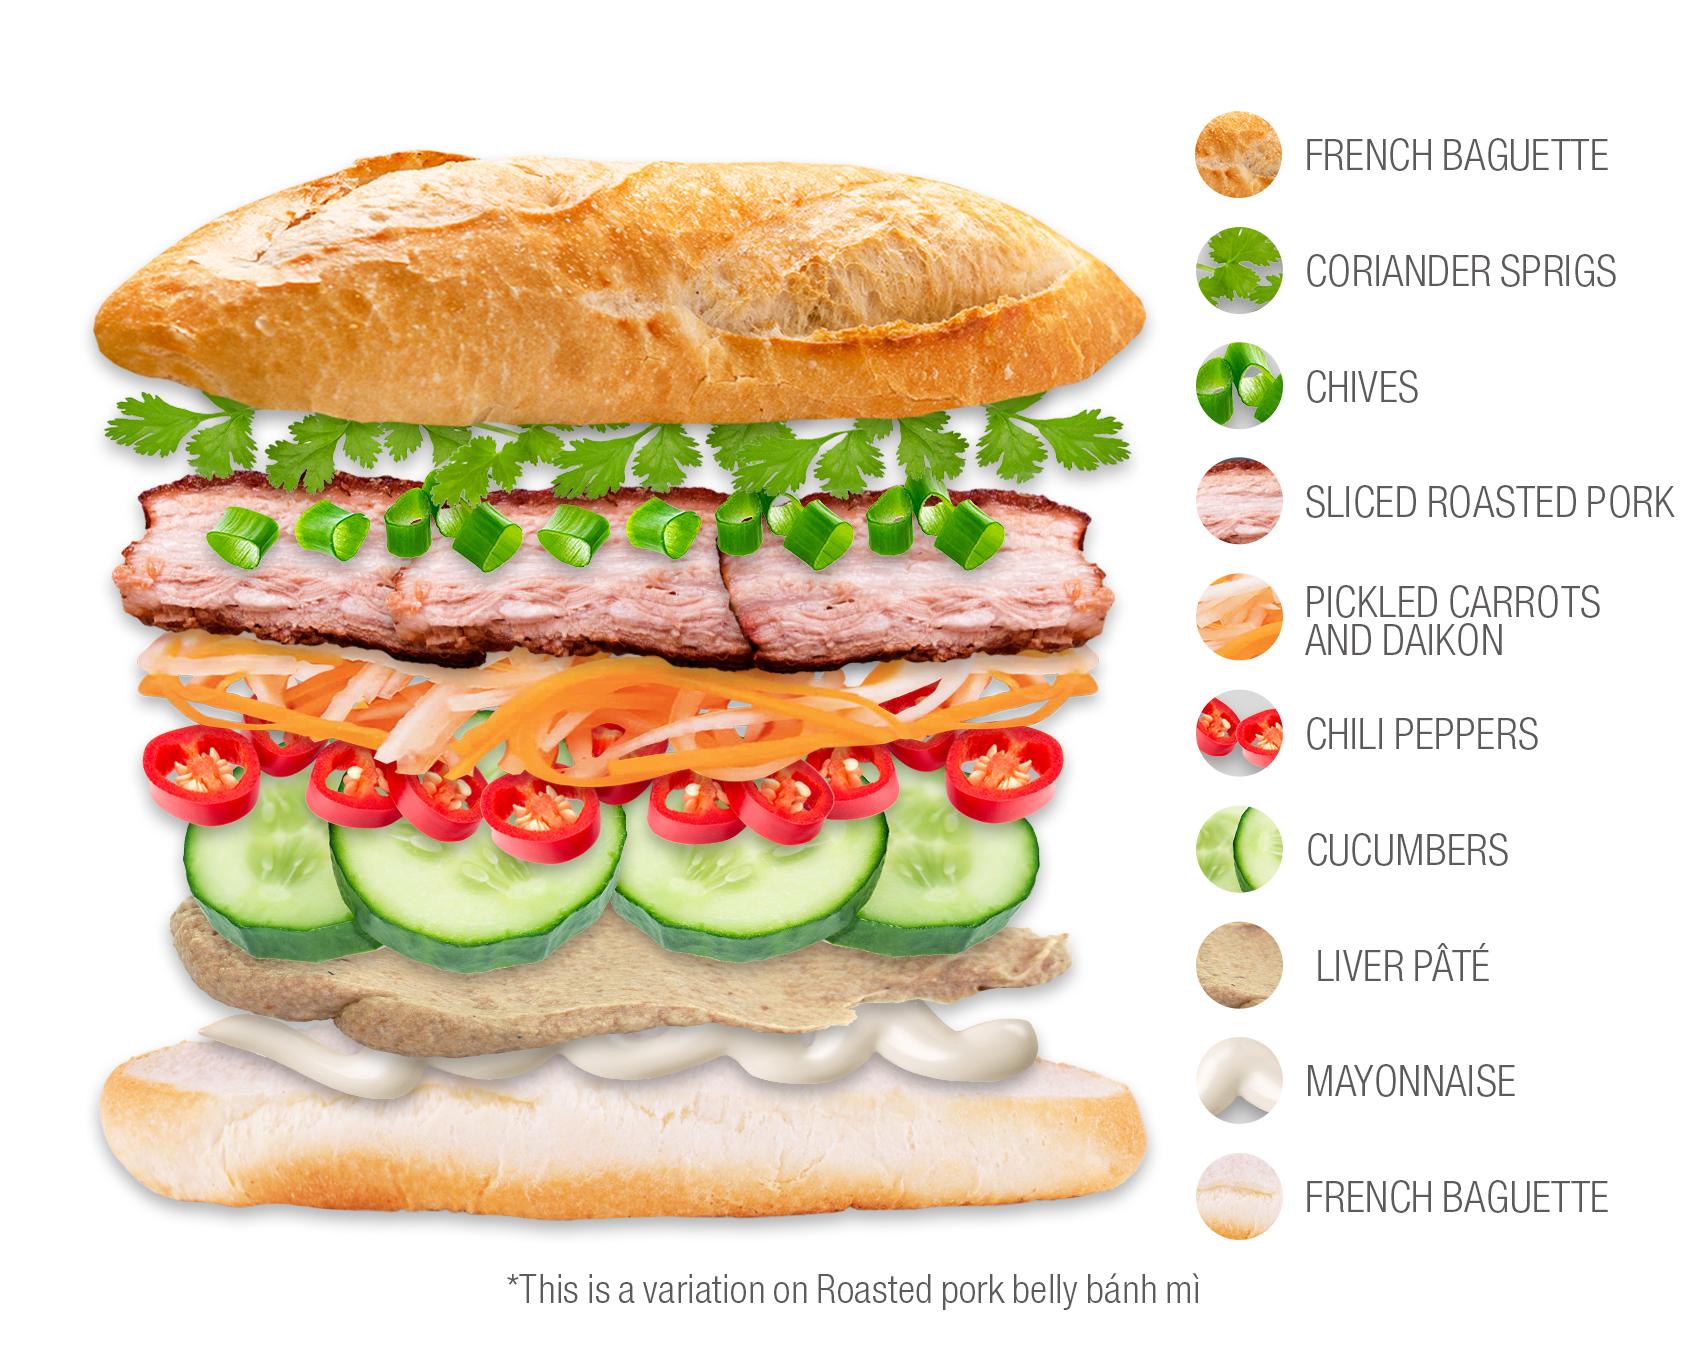 FRENCH BAGUETTE
CORIANDER SPRIGS
CHIVES
SLICED ROASTED PORK
PICKLED CARROTS
AND DAIKON
CHILI PEPPERS
CUCUMBERS
LIVER PÂTÉ
MAYONNAISE
FRENCH BAGUETTE
*This is a variation on Roasted pork belly bánh mì